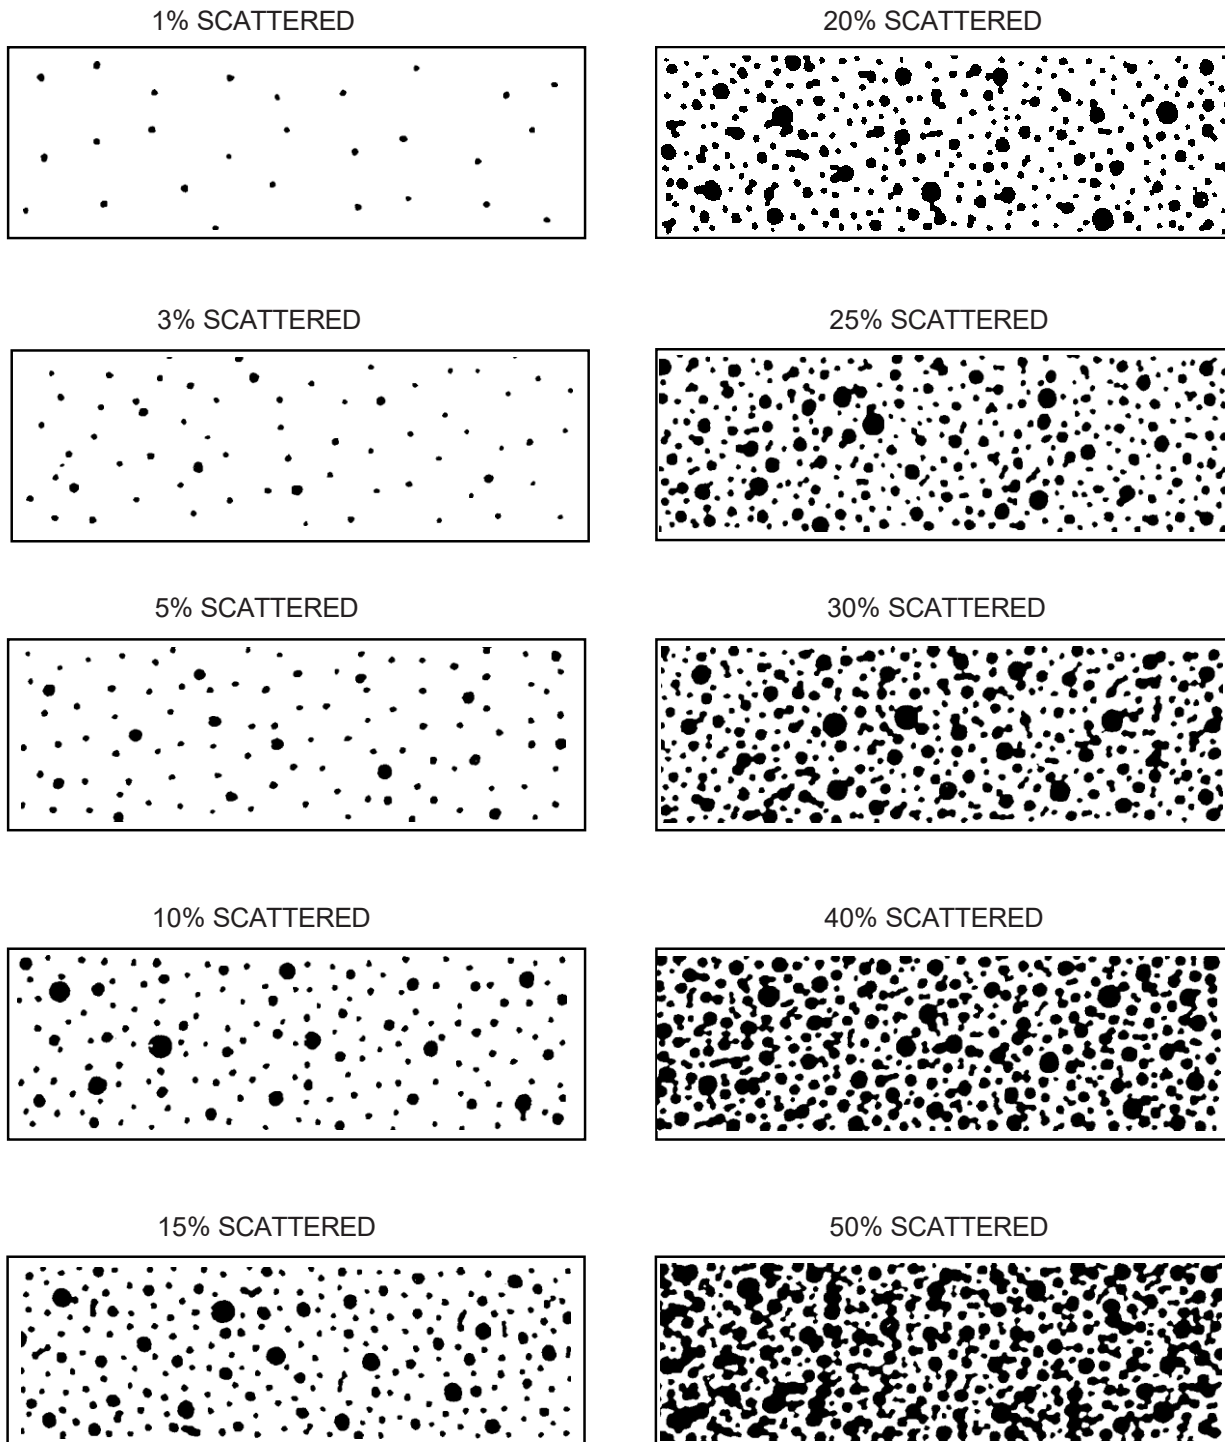 1% SCATTERED
20% SCATTERED
3% SCATTERED
25% SCATTERED
5% SCATTERED
30% SCATTERED
10% SCATTERED
40% SCATTERED
15% SCATTERED
50% SCATTERED